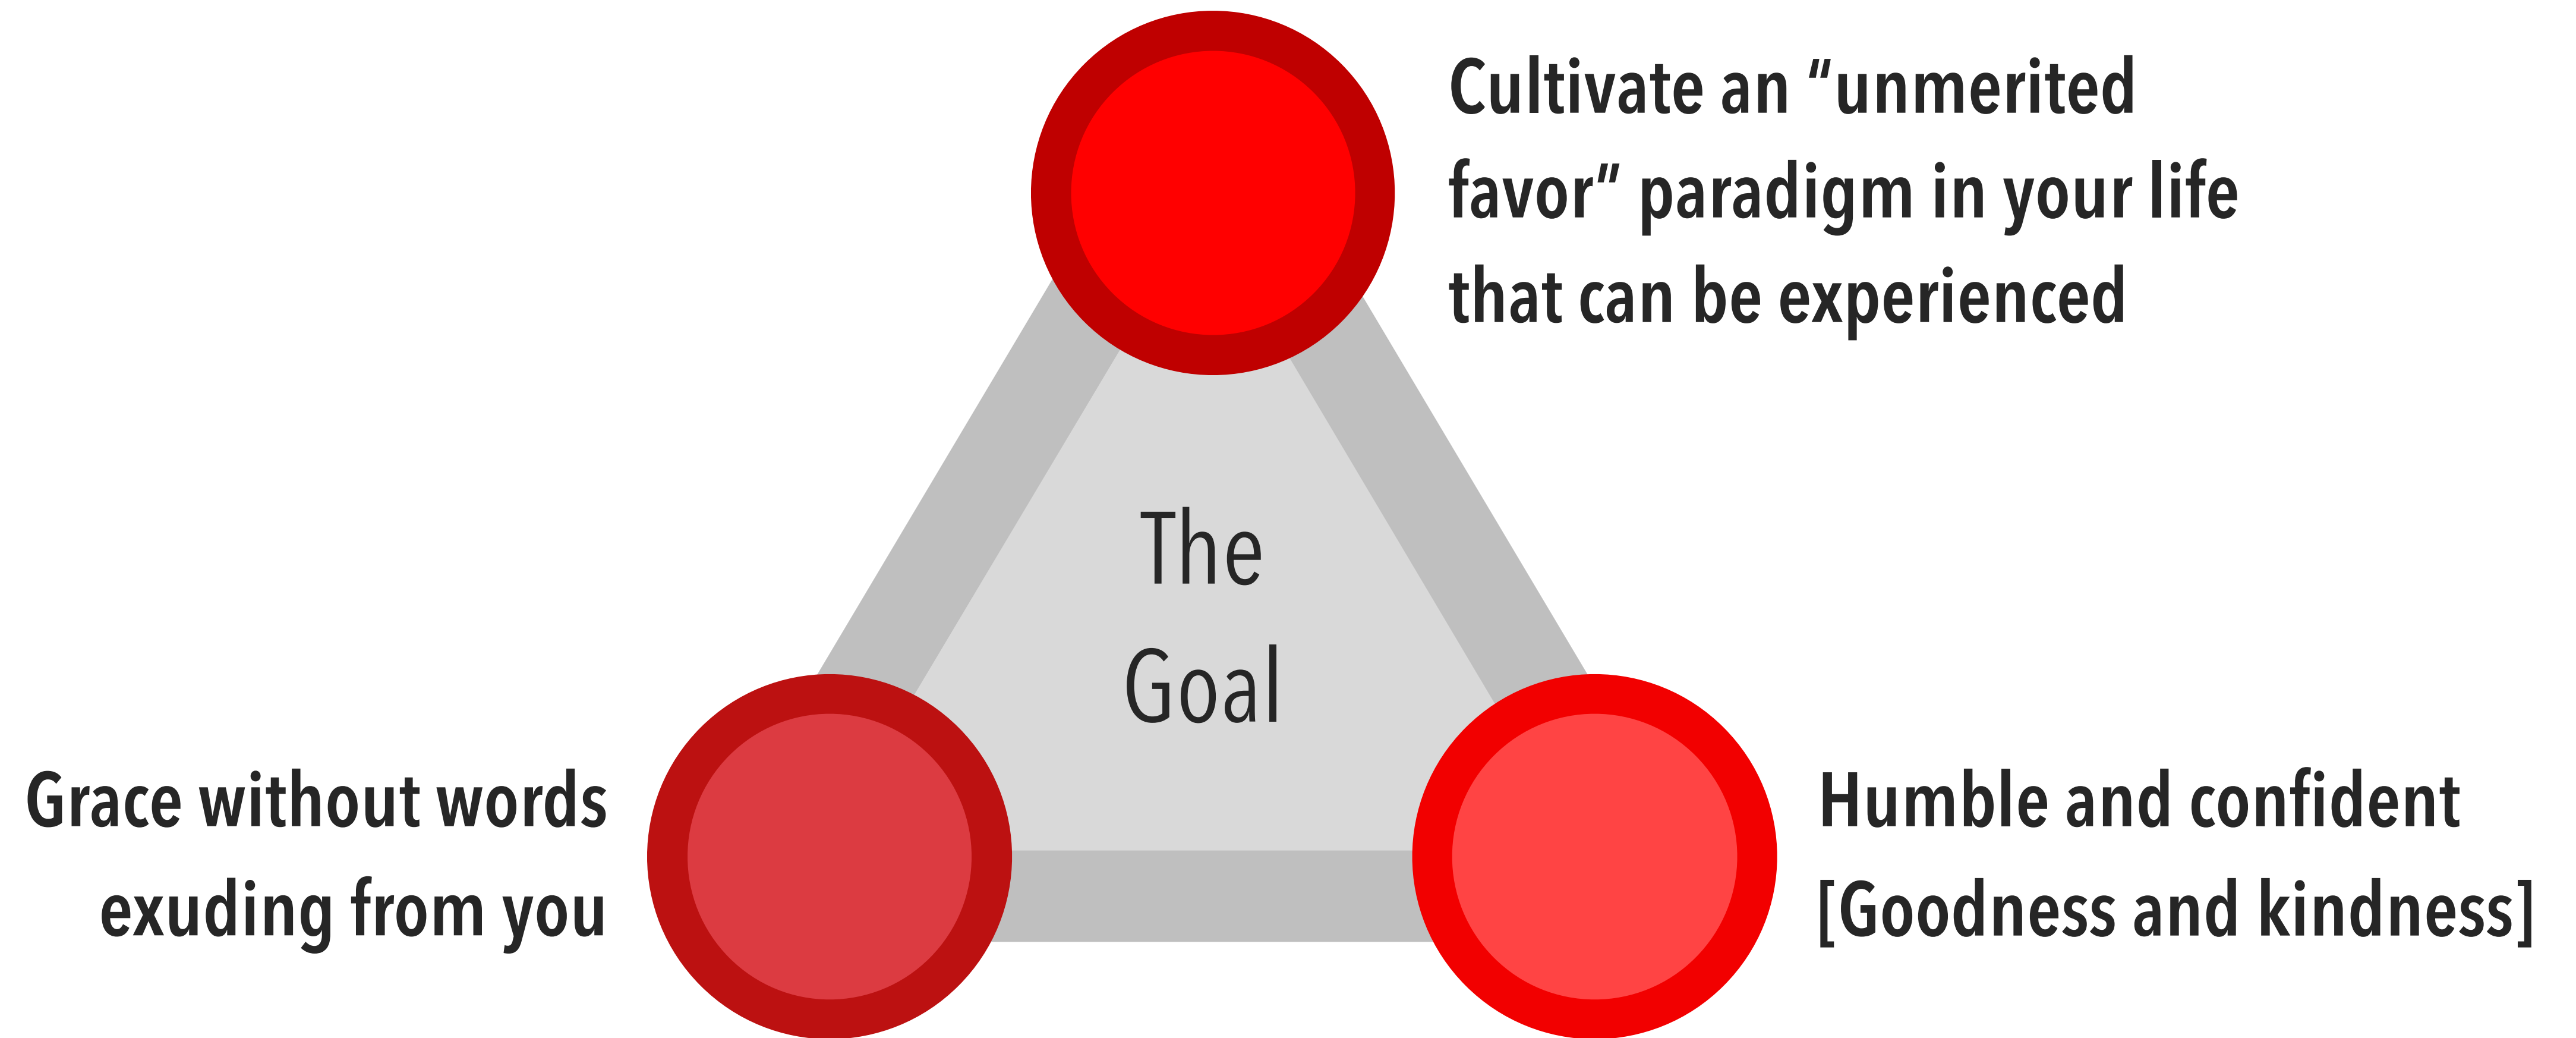 Cultivate an “unmerited
favor” paradigm in your life
that can be experienced
The
Goal
Grace without words
exuding from you
Humble and confident
[Goodness and kindness]